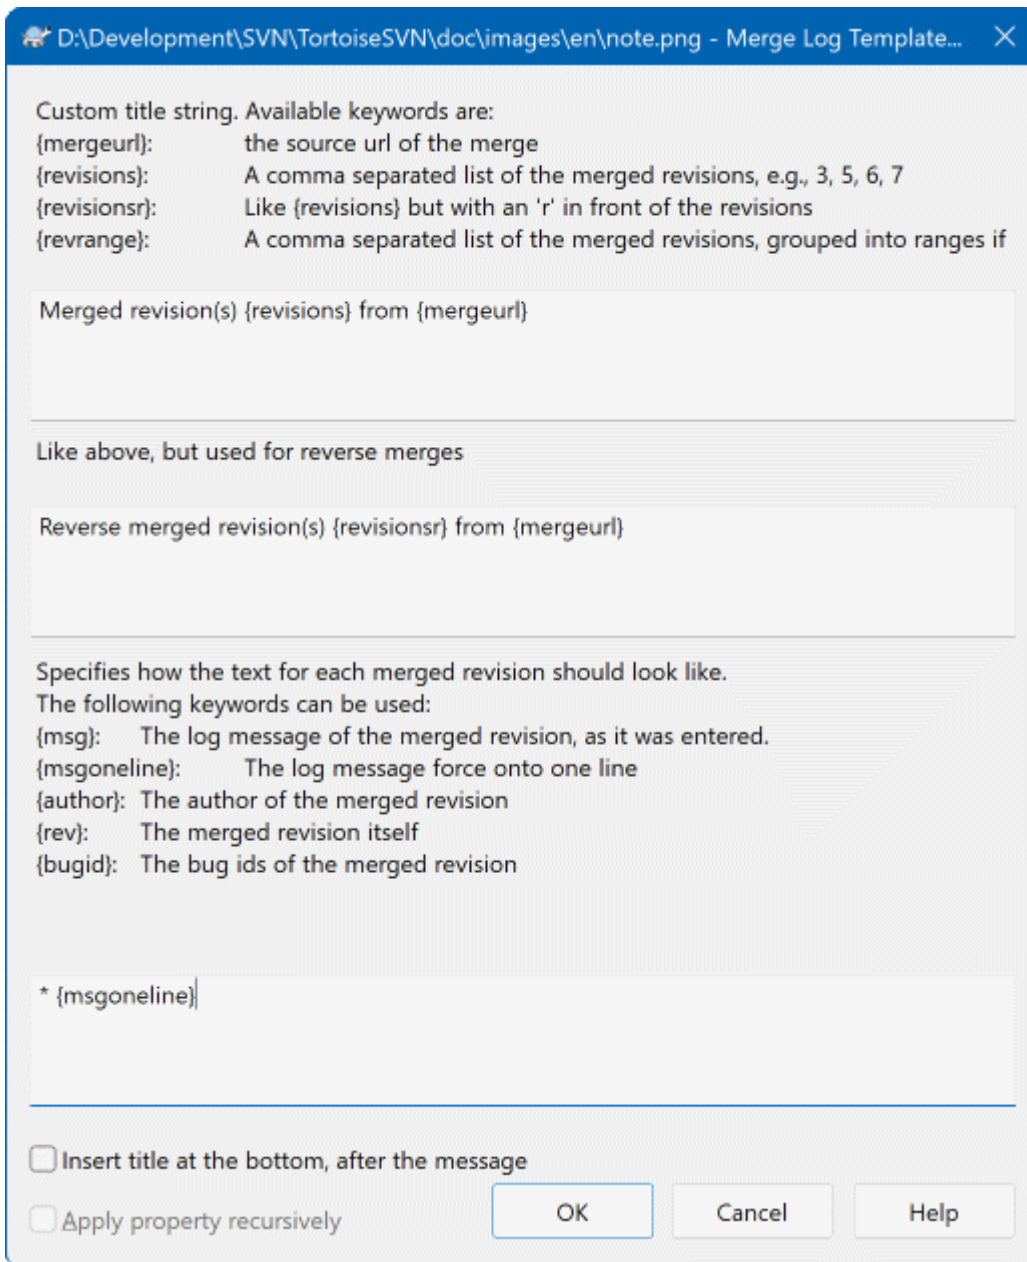 D:\Development\SVN\TortoiseSVN\doc\images\en\note.png - Merge Log Template...
Custom title string. Available keywords are:
{mergeurl}: the source url of the merge
{revisions}: A comma separated list of the merged revisions, e.g., 3, 5, 6, 7
{revisionsr}: Like {revisions} but with an 'r' in front of the revisions
{revrange}: A comma separated list of the merged revisions, grouped into ranges if
Merged revision(s) {revisions} from {mergeurl}
Like above, but used for reverse merges
Reverse merged revision(s) {revisionsr} from {mergeurl}
Specifies how the text for each merged revision should look like.
The following keywords can be used:
{msg}: The log message of the merged revision, as it was entered.
{msgoneline}: The log message force onto one line
{author}: The author of the merged revision
{rev}: The merged revision itself
{bugid}: The bug ids of the merged revision
* {msgoneline}
Insert title at the bottom, after the message
Apply property recursively
OK Cancel Help